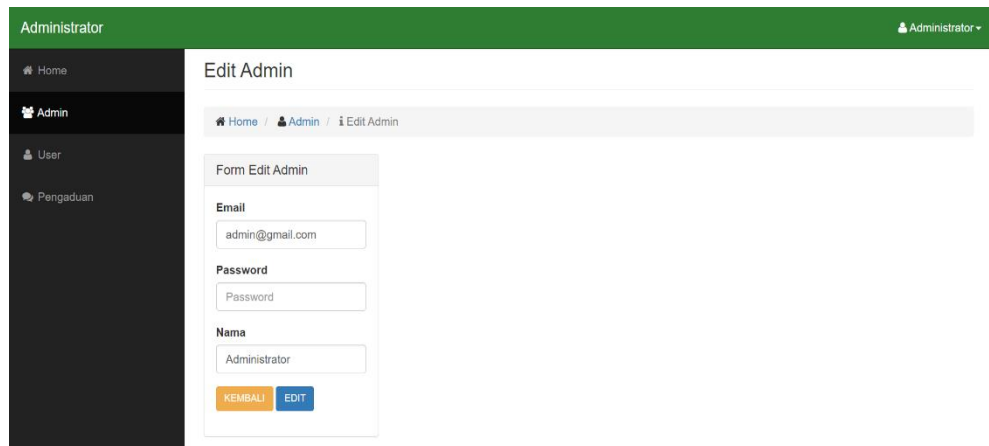 Administrator
Administrator
Home
Admin
User
Pengaduan
Edit Admin
Home / Admin / Edit Admin
Form Edit Admin
Email
admin@gmail.com
Password
Password
Nama
Administrator
KEMBALI EDIT